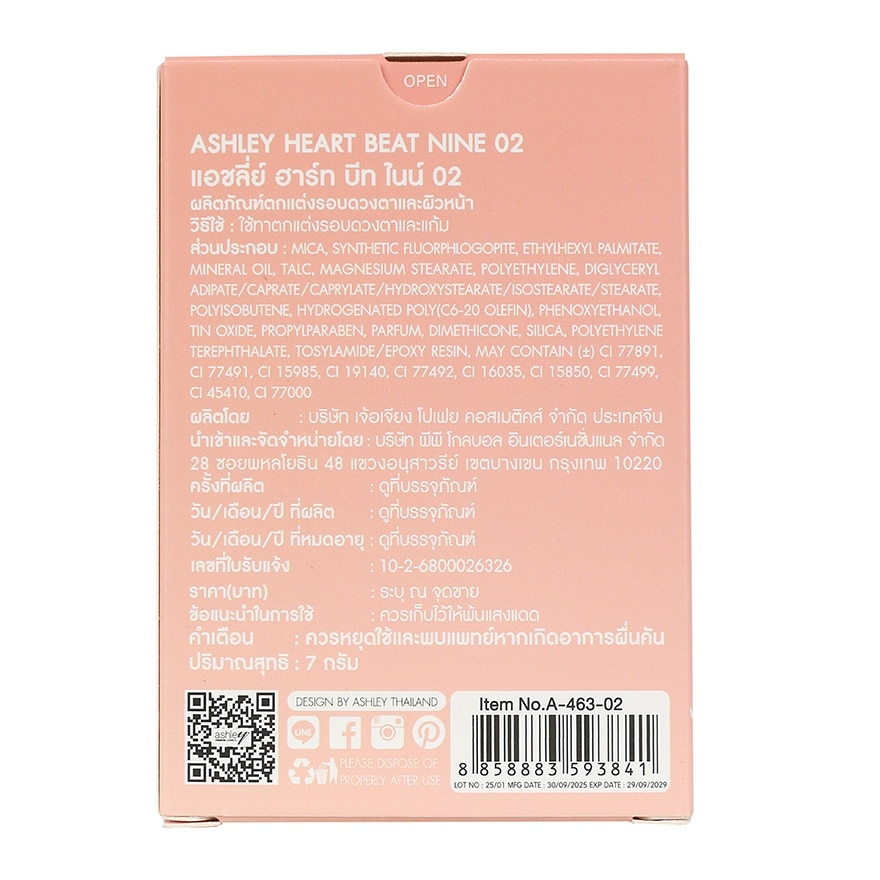 OPEN
ASHLEY HEART BEAT NINE 02
แอชลี่ย์ ฮาร์ท บีท ไนน์ 02
ผลิตภัณฑ์ตกแต่งรอบดวงตาและผิวหน้า
วิธีใช้ : ใช้ทาตกแต่งรอบดวงตาและแก้ม
ส่วนประกอบ : MICA, SYNTHETIC FLUORPHLOGOPITE, ETHYLHEXYL PALMITATE,
MINERAL OIL, TALC, MAGNESIUM STEARATE, POLYETHYLENE, DIGLYCERYL
ADIPATE/CAPRATE/CAPRYLATE/HYDROXYSTEARATE/ISOSTEARATE/STEARATE,
POLYISOBUTENE, HYDROGENATED POLY(C6-20 OLEFIN), PHENOXYETHANOL,
TIN OXIDE, PROPYLPARABEN, PARFUM, DIMETHICONE, SILICA, POLYETHYLENE
TEREPHTHALATE, TOSYLAMIDE/EPOXY RESIN, MAY CONTAIN (±) CI 77891,
CI 77491, CI 15985, CI 19140, CI 77492, CI 16035, CI 15850, CI 77499,
CI 45410, CI 77000
ผลิตโดย : บริษัท เจ้อเจียง โปเฟย คอสเมติคส์ จำกัด ประเทศจีน
นำเข้าและจัดจำหน่ายโดย : บริษัท พีพี โกลบอล อินเตอร์เนชั่นแนล จำกัด
28 ซอยพหลโยธิน 48 แขวงอนุสาวรีย์ เขตบางเขน กรุงเทพ 10220
ครั้งที่ผลิต : ดูที่บรรจุภัณฑ์
วัน/เดือน/ปี ที่ผลิต : ดูที่บรรจุภัณฑ์
วัน/เดือน/ปี ที่หมดอายุ : ดูที่บรรจุภัณฑ์
เลขที่ใบรับแจ้ง : 10-2-6800026326
ราคา(บาท) : ระบุ ณ จุดขาย
ข้อแนะนำในการใช้ : ควรเก็บไว้ให้พ้นแสงแดด
คำเตือน : ควรหยุดใช้และพบแพทย์หากเกิดอาการผื่นคัน
ปริมาณสุทธิ : 7 กรัม
ashley
DESIGN BY ASHLEY THAILAND
LINE
PLEASE DISPOSE OF
PROPERLY AFTER USE
Item No.A-463-02
8 858883 593841
LOT NO : 25/01 MFG DATE : 30/09/2025 EXP DATE : 29/09/2029